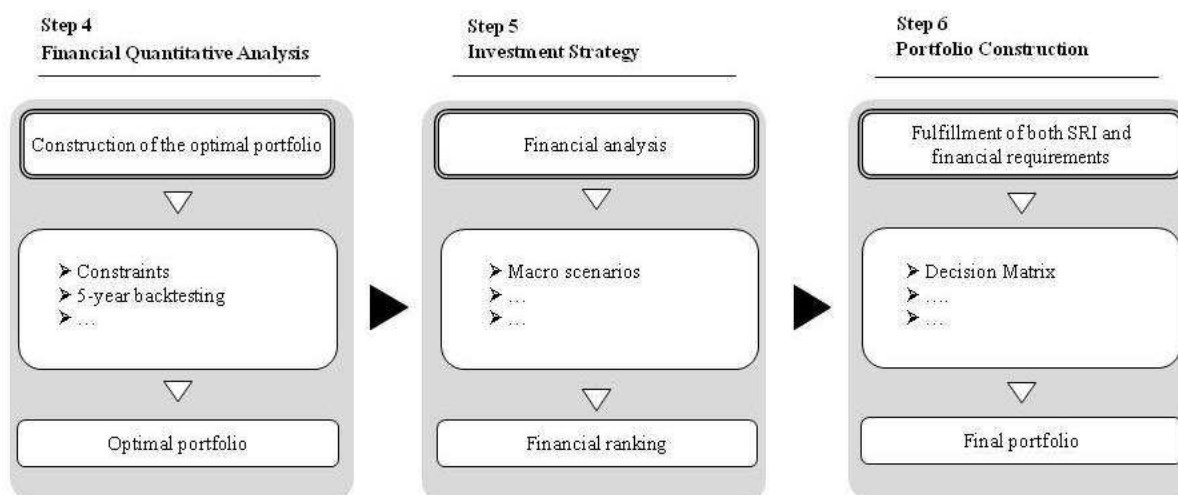 Step 4
Financial Quantitative Analysis
Construction of the optimal portfolio
➤ Constraints
➤ 5-year backtesting
➤ …
Optimal portfolio
Step 5
Investment Strategy
Financial analysis
➤ Macro scenarios
➤ …
➤ …
Financial ranking
Step 6
Portfolio Construction
Fulfillment of both SRI and
financial requirements
➤ Decision Matrix
➤ ….
➤ …
Final portfolio